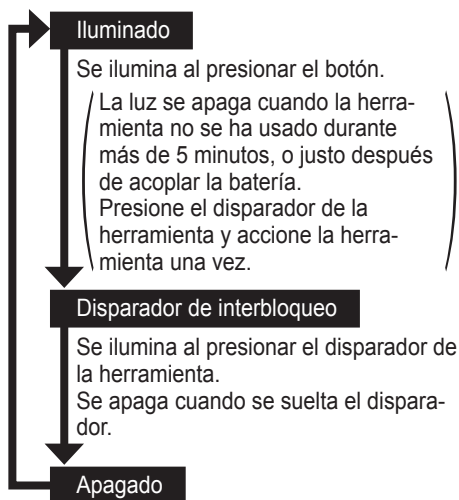 Iluminado
Se ilumina al presionar el botón.
La luz se apaga cuando la herra-
mienta no se ha usado durante
más de 5 minutos, o justo después
de acoplar la batería.
Presione el disparador de la
herramienta y accione la herra-
mienta una vez.
Disparador de interbloqueo
Se ilumina al presionar el disparador de
la herramienta.
Se apaga cuando se suelta el dispara-
dor.
Apagado